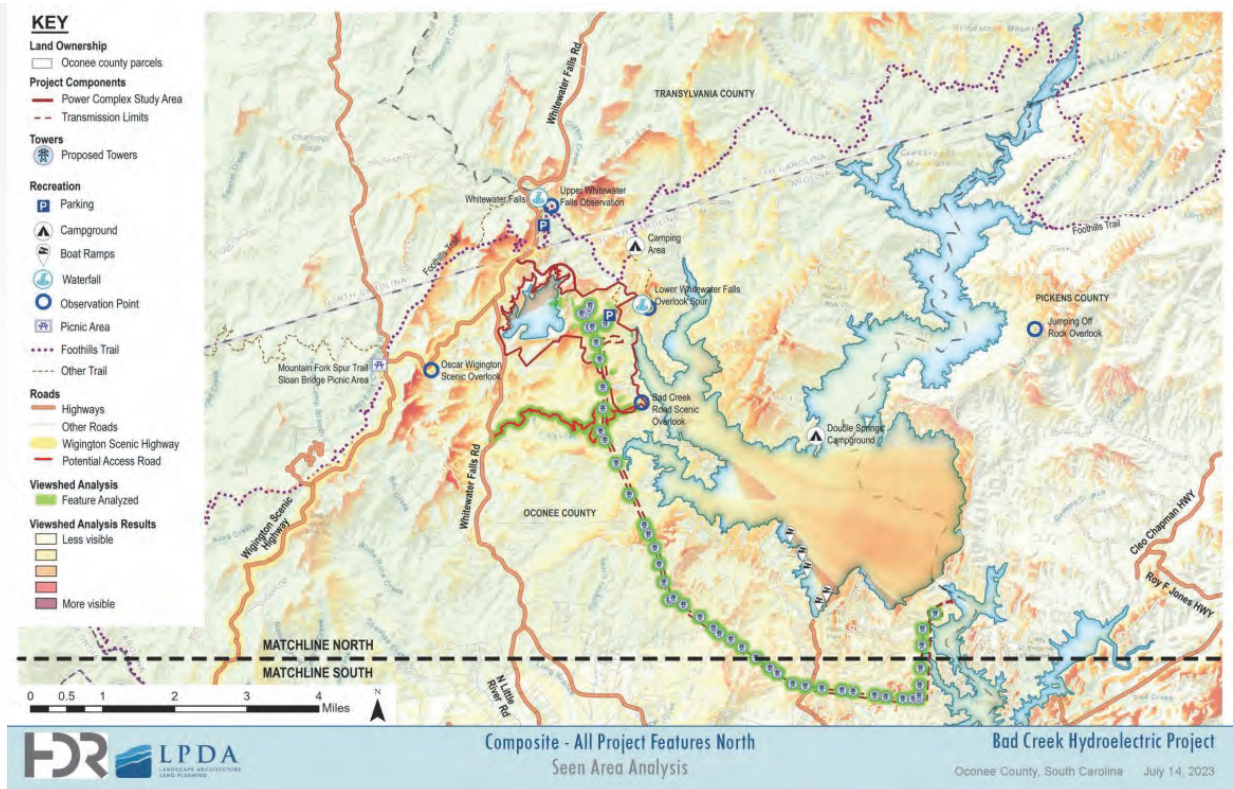 KEY
Land Ownership
Oconee county parcels
Project Components
Power Complex Study Area
Transmission Limits
Towers
Proposed Towers
Recreation
P
Parking
Campground
Boat Ramps
Waterfall
Observation Point
Picnic Area
Foothills Trail
Other Trail
Roads
Highways
Other Roads
Wigington Scenic Highway
Potential Access Road
Viewshed Analysis
Feature Analyzed
Viewshed Analysis Results
Less visible
More visible
Whitewater Falls Rd
TRANSYLVANIA COUNTY
Whitewater Falls
Upper Whitewater
Falls Observation
P
Foothills Trail
Camping
Area
NORTH CAROLINA
Foothills Trail
Lower Whitewater Falls
Overlook Spur
P
PICKENS COUNTY
Jumping Off
Rock Overlook
Mountain Fork Spur Trail
Sloan Bridge Picnic Area
Oscar Wigington
Scenic Overlook
Bad Creek
Road Scenic
Overlook
Double Springs
Campground
Whitewater Falls Rd
OCONEE COUNTY
Wigington Scenic
Highway
Cleo Chapman HWY
Roy F Jones HWY
MATCHLINE NORTH
MATCHLINE SOUTH
N Little
River Rd
0 0.5 1 2 3 4
Miles
N
HDR
LPDA
LANDSCAPE ARCHITECTURE
LAND PLANNING
Composite - All Project Features North
Seen Area Analysis
Bad Creek Hydroelectric Project
Oconee County, South Carolina July 14, 2023